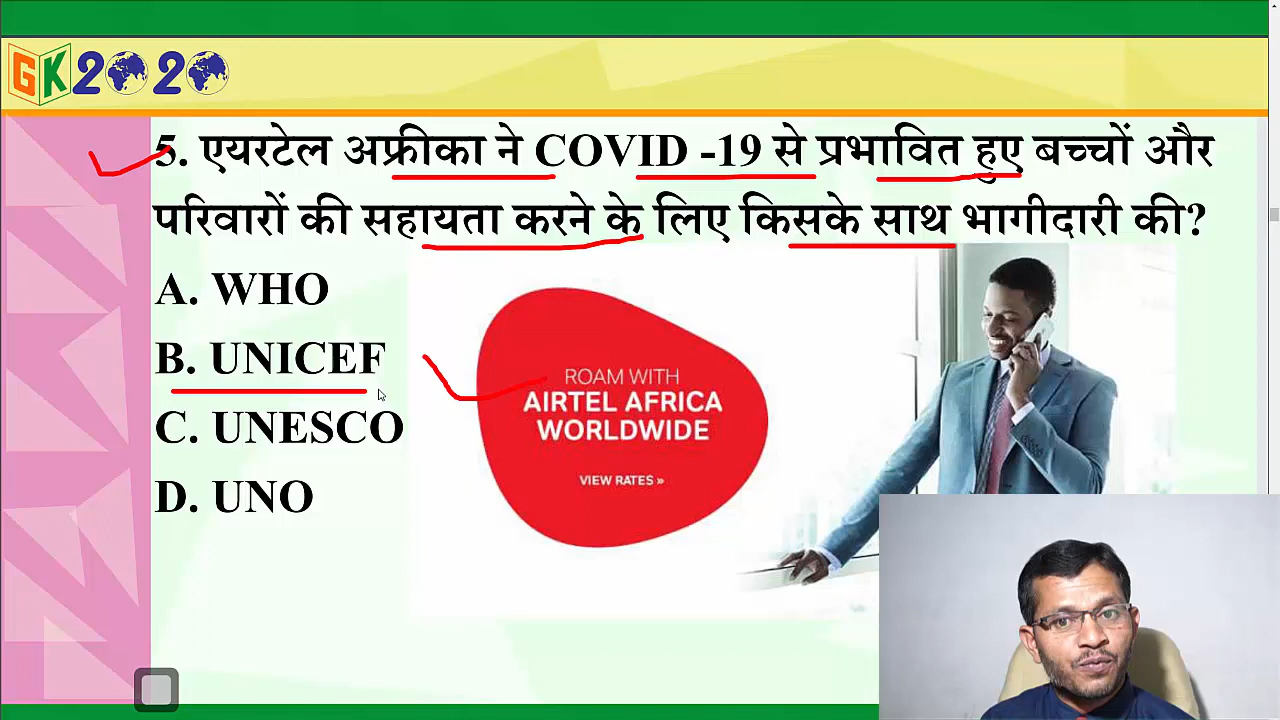 GK2020
5. एयरटेल अफ्रीका ने COVID -19 से प्रभावित हुए बच्चों और
परिवारों की सहायता करने के लिए किसके साथ भागीदारी की?
A. WHO
B. UNICEF
C. UNESCO
D. UNO
ROAM WITH
AIRTEL AFRICA
WORLDWIDE
VIEW RATES »